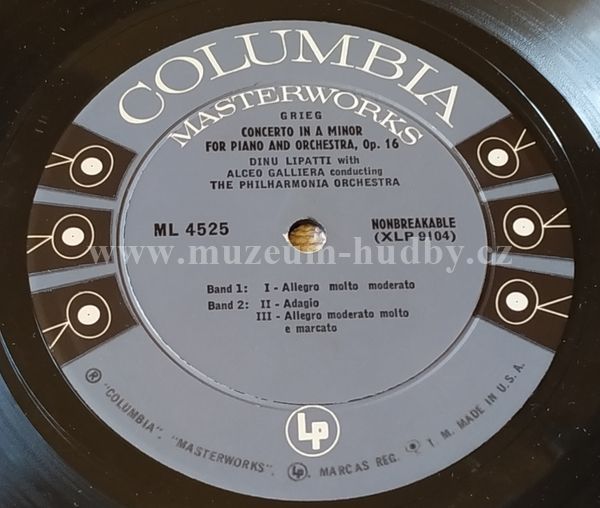 COLUMBIA
MASTERWORKS
GRIEG
CONCERTO IN A MINOR
FOR PIANO AND ORCHESTRA, Op. 16
DINU LIPATTI with
ALCEO GALLIERA conducting
THE PHILHARMONIA ORCHESTRA
ML 4525
NONBREAKABLE
(XLP 9104)
www.muzeum-hudby.cz
Band 1: I - Allegro molto moderato
Band 2: II - Adagio
III - Allegro moderato molto
e marcato
Lp
® "COLUMBIA", "MASTERWORKS", Lp, MARCAS REG. T. M. MADE IN U.S.A.